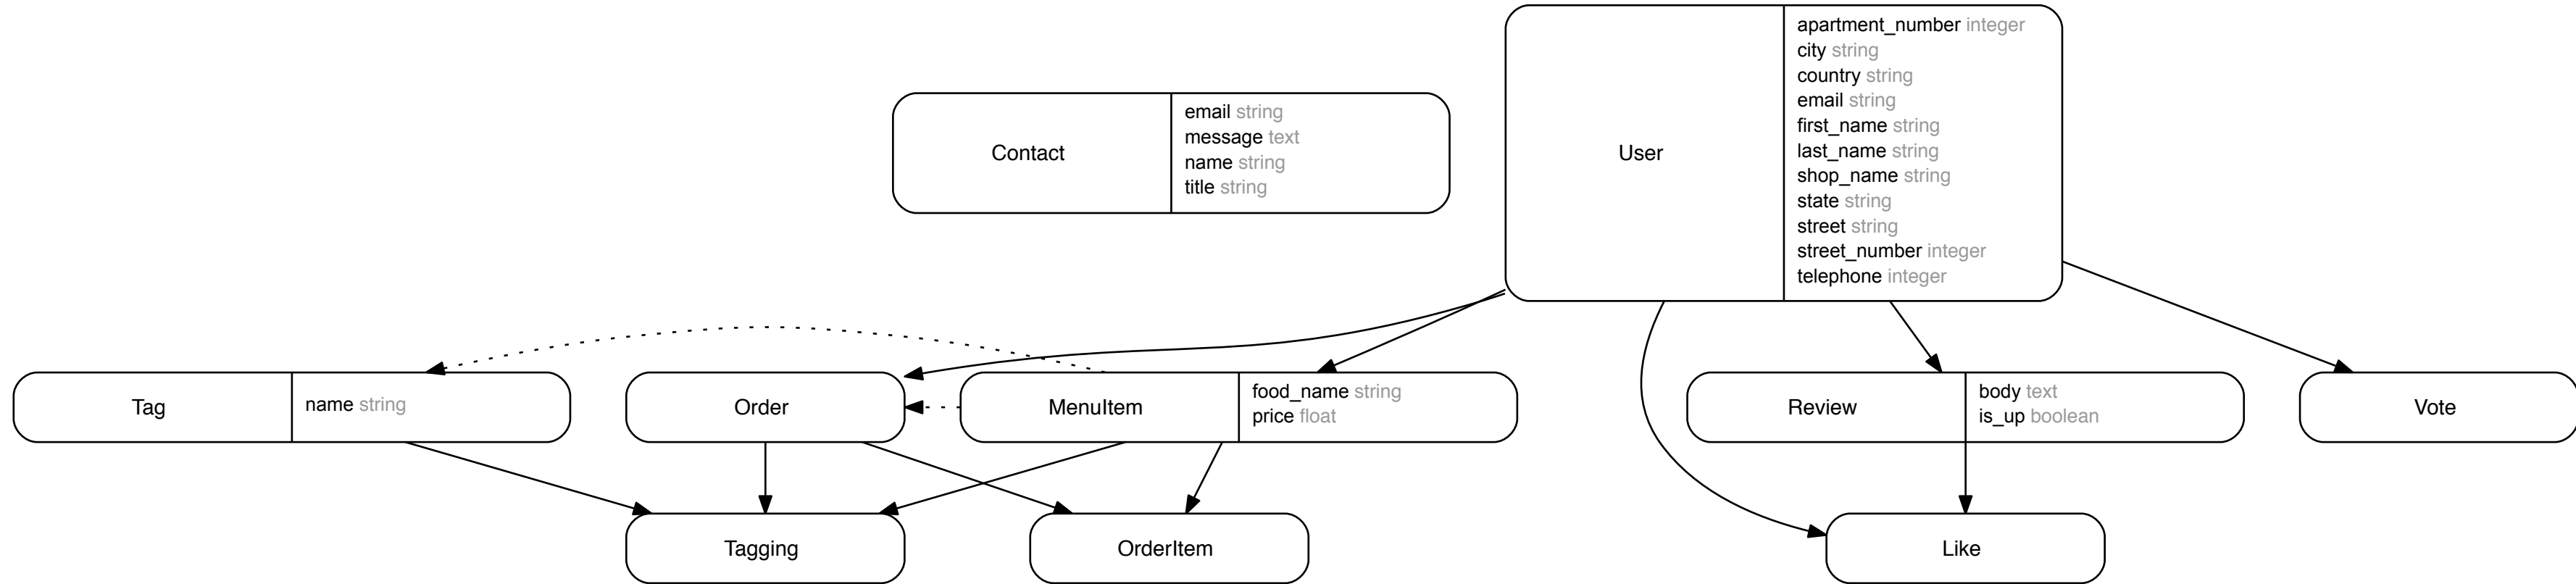 User
apartment_number integer
city string
country string
email string
first_name string
last_name string
shop_name string
state string
street string
street_number integer
telephone integer
Contact
email string
message text
name string
title string
Tag
name string
Order
MenuItem
food_name string
price float
Review
body text
is_up boolean
Vote
Tagging
OrderItem
Like